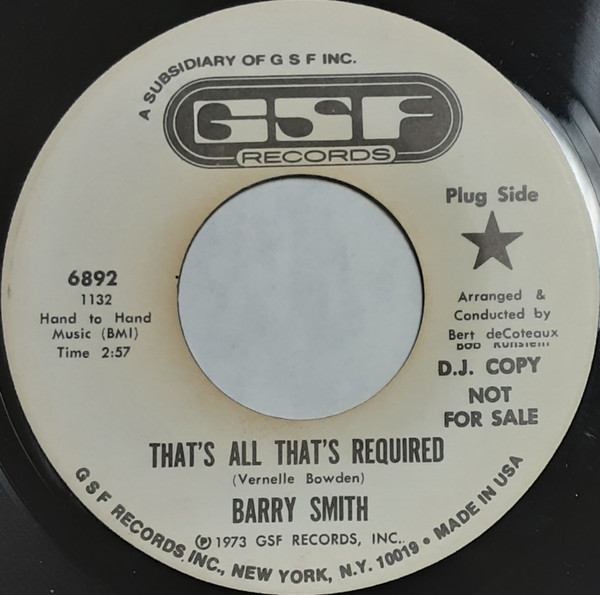 A SUBSIDIARY OF G S F INC.
GSF
RECORDS
Plug Side
6892
1132
Hand to Hand
Music (BMI)
Time 2:57
Arranged &
Conducted by
Bert deCoteaux
D.J. COPY
NOT
FOR SALE
THAT'S ALL THAT'S REQUIRED
(Vernelle Bowden)
BARRY SMITH
℗ 1973 GSF RECORDS, INC.
G S F RECORDS, INC., NEW YORK, N.Y. 10019 • MADE IN USA